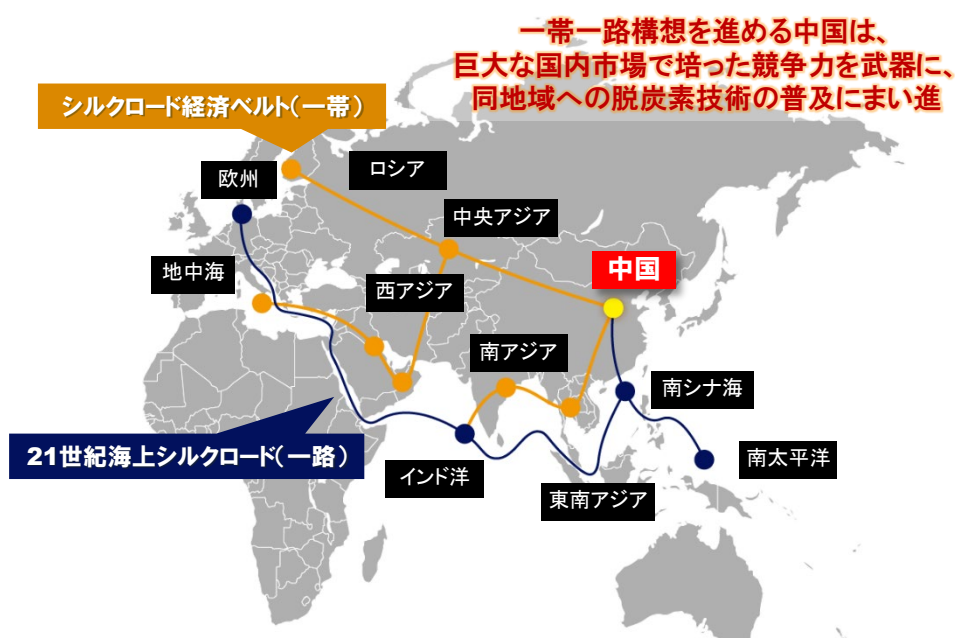 一帯一路構想を進める中国は、
巨大な国内市場で培った競争力を武器に、
同地域への脱炭素技術の普及にまい進
シルクロード経済ベルト（一帯）
欧州
ロシア
中央アジア
地中海
西アジア
中国
南アジア
南シナ海
21世紀海上シルクロード（一路）
インド洋
東南アジア
南太平洋